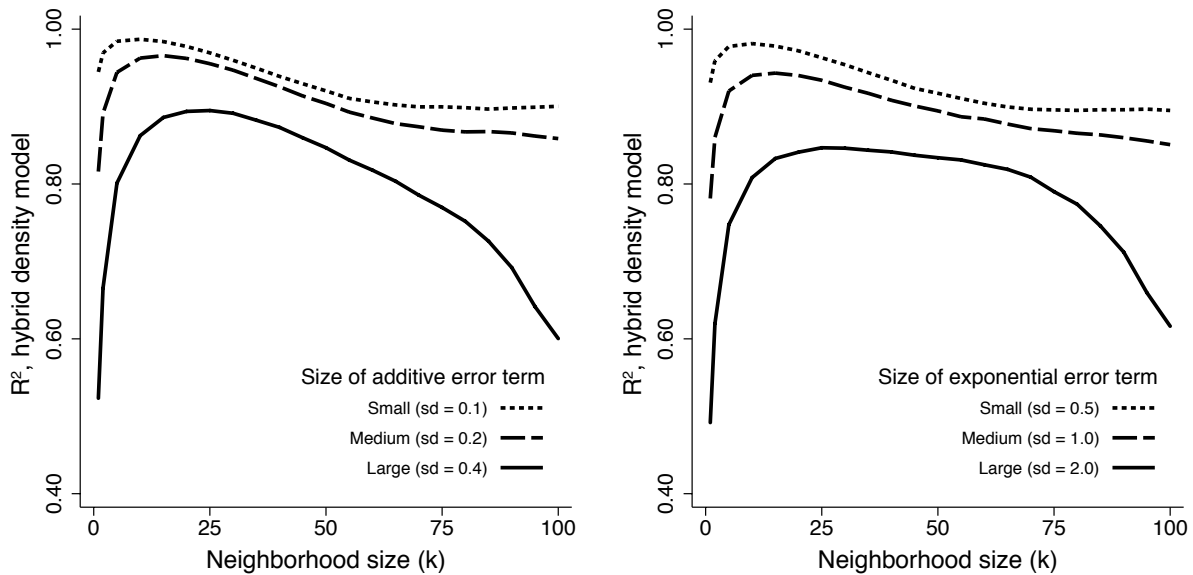 R², hybrid density model
1.00
0.80
0.60
0.40
Size of additive error term
Small (sd = 0.1)
Medium (sd = 0.2)
Large (sd = 0.4)
0 25 50 75 100
Neighborhood size (k)
R², hybrid density model
1.00
0.80
0.60
0.40
Size of exponential error term
Small (sd = 0.5)
Medium (sd = 1.0)
Large (sd = 2.0)
0 25 50 75 100
Neighborhood size (k)